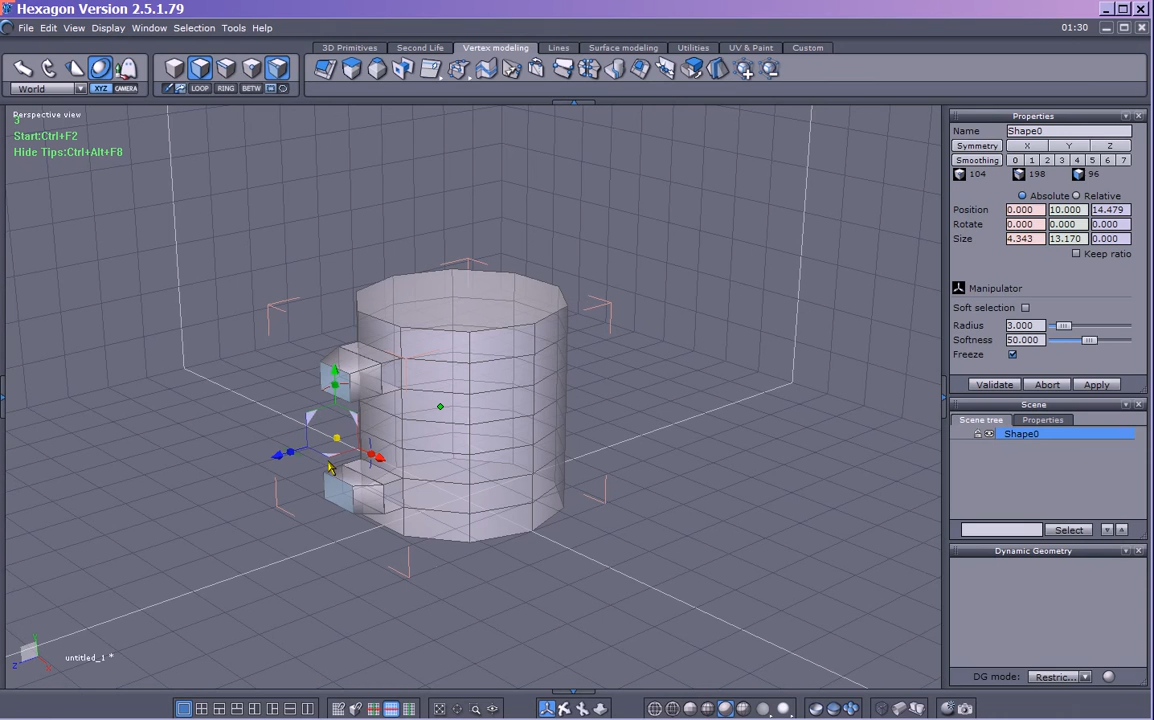 Hexagon Version 2.5.1.79
File Edit View Display Window Selection Tools Help 01:30
3D Primitives Second Life Vertex modeling Lines Surface modeling Utilities UV & Paint Custom
World XYZ CAMERA LOOP RING BETW
Perspective view
3
Start:Ctrl+F2
Hide Tips:Ctrl+Alt+F8
Properties
Name Shape0
Symmetry X Y Z
Smoothing 0 1 2 3 4 5 6 7
104 198 96
Absolute Relative
Position 0.000 10.000 14.479
Rotate 0.000 0.000 0.000
Size 4.343 13.170 0.000
Keep ratio
Manipulator
Soft selection
Radius 3.000
Softness 50.000
Freeze
Validate Abort Apply
Scene
Scene tree Properties
Shape0
Select
Dynamic Geometry
DG mode: Restric...
Y
Z X
untitled_1 *